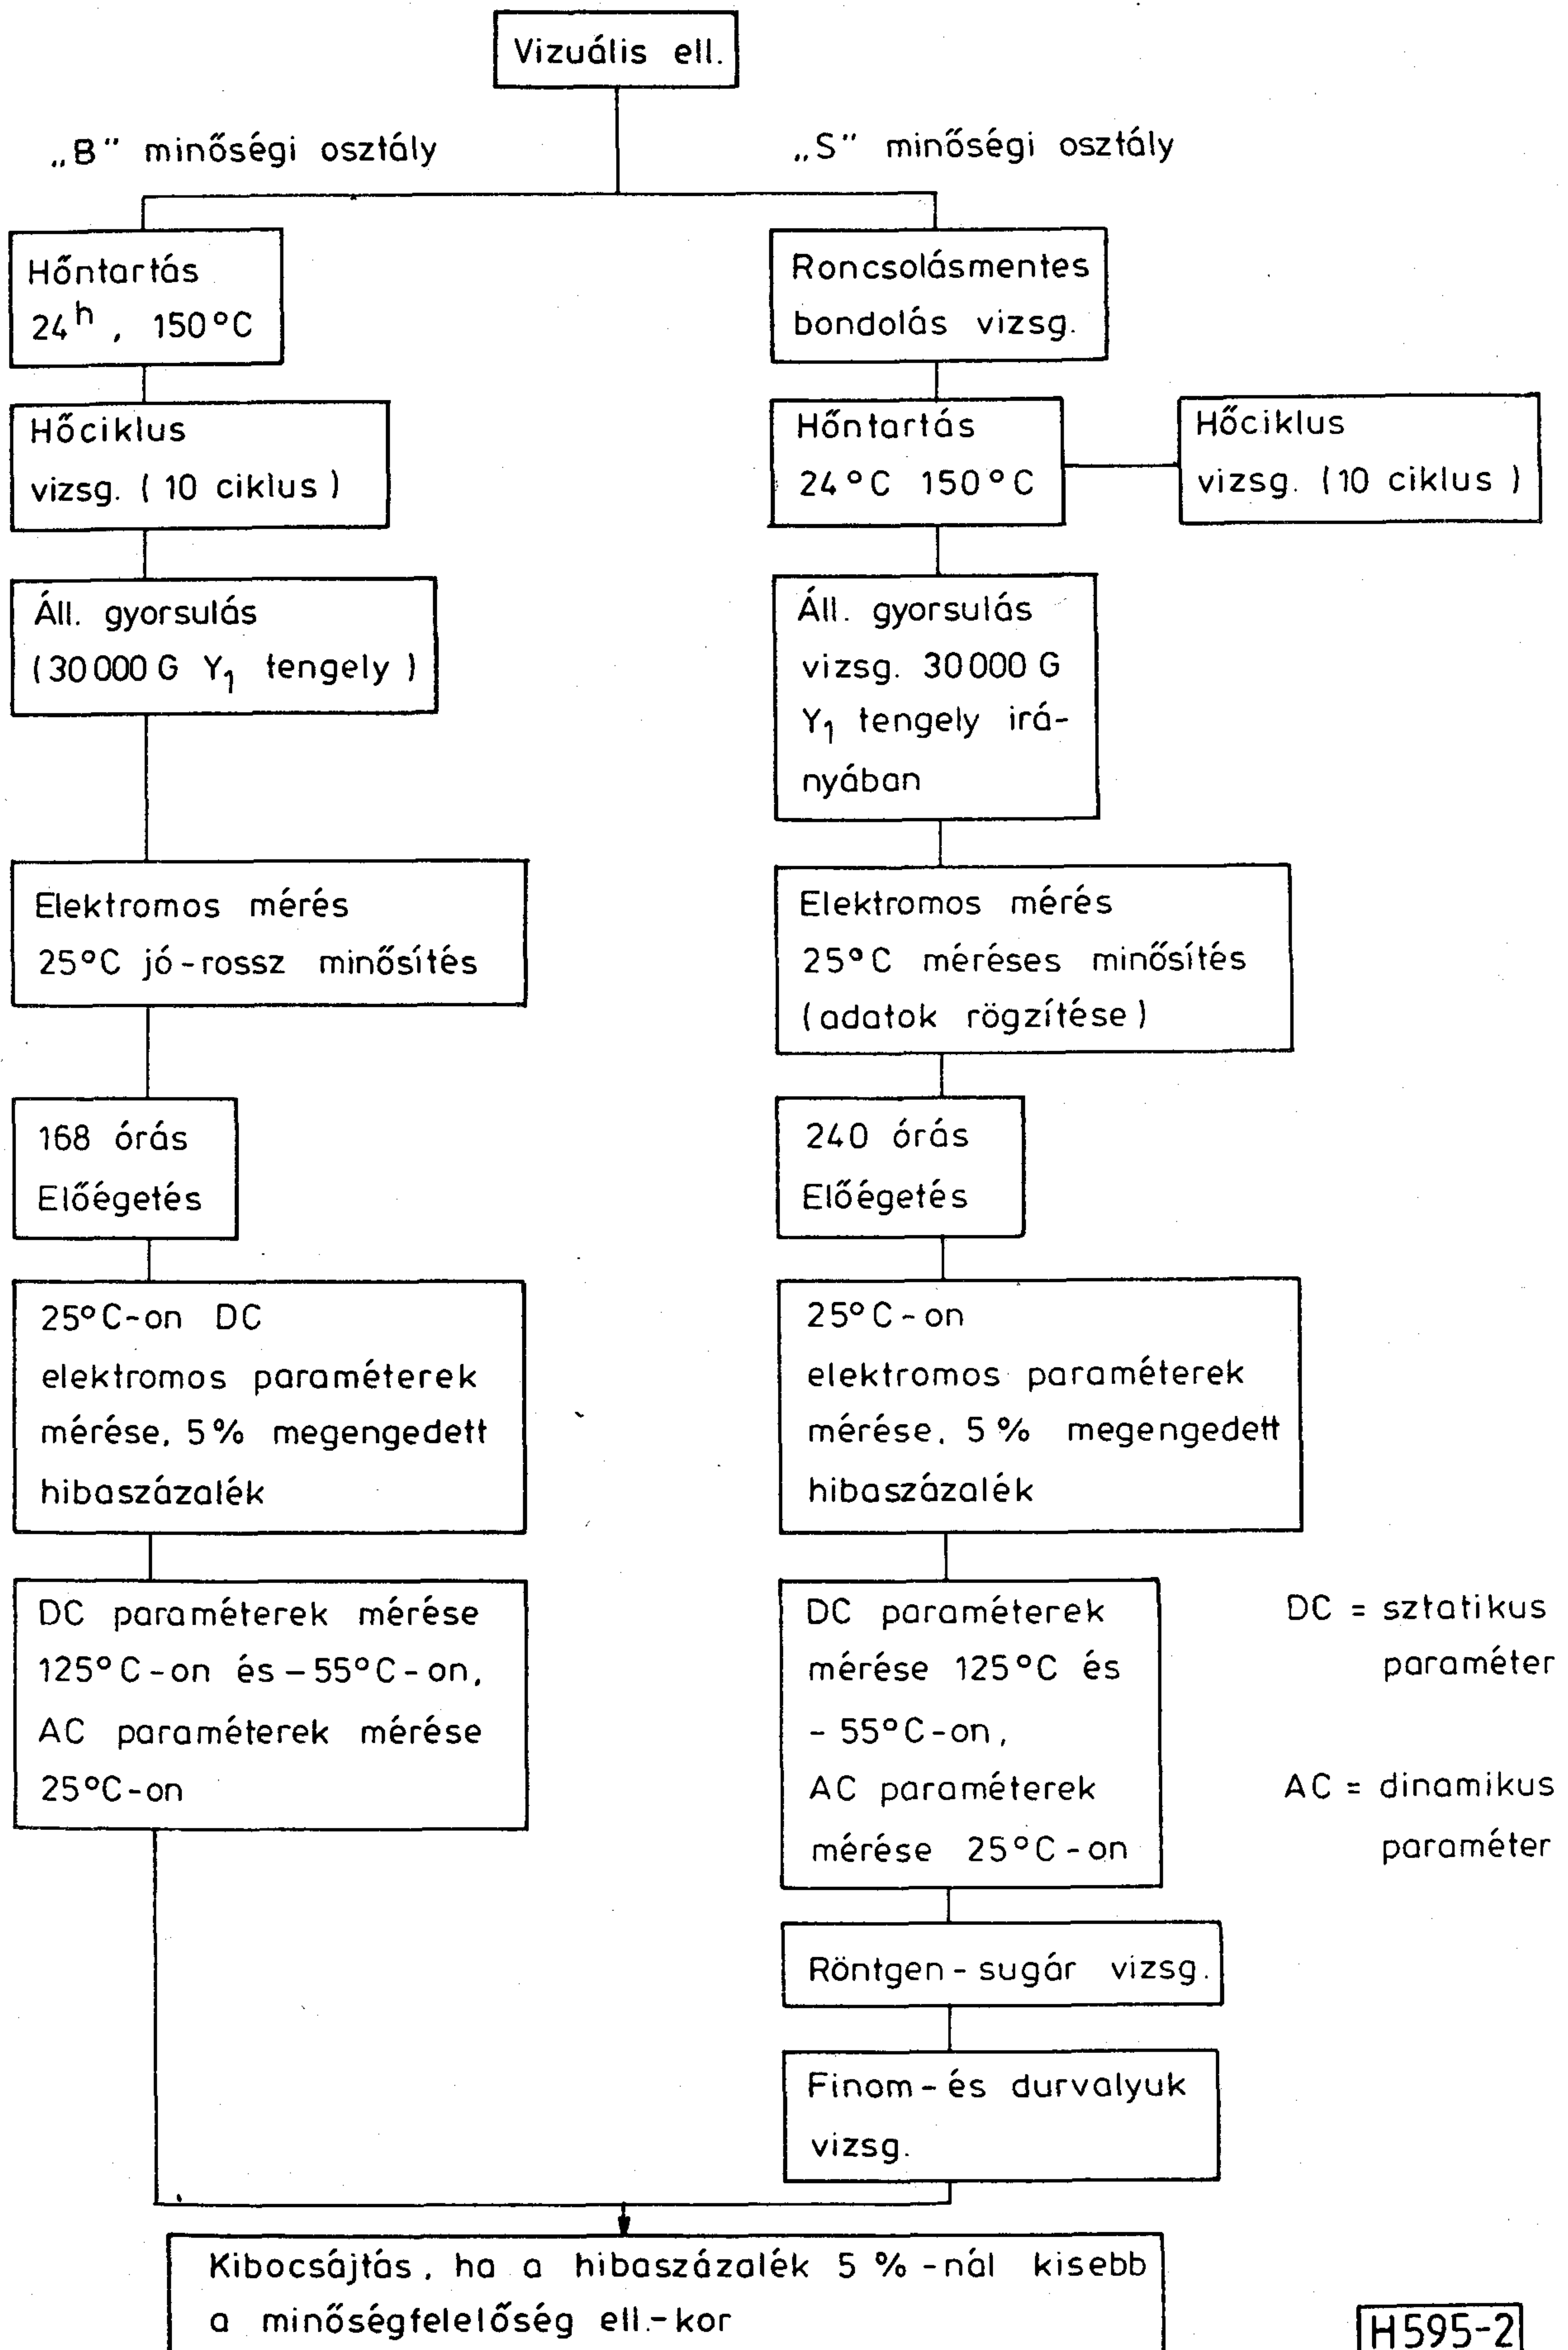 Vizuális ell.
„B" minőségi osztály
„S" minőségi osztály
Hőntartás
24h, 150°C
Hőciklus
vizsg. (10 ciklus)
Áll. gyorsulás
(30000 G Y1 tengely)
Elektromos mérés
25°C jó-rossz minősítés
168 órás
Előégetés
25°C-on DC
elektromos paraméterek
mérése, 5% megengedett
hibaszázalék
DC paraméterek mérése
125°C-on és -55°C-on,
AC paraméterek mérése
25°C-on
Roncsolásmentes
bondolás vizsg.
Hőntartás
24°C 150°C
Hőciklus
vizsg. (10 ciklus)
Áll. gyorsulás
vizsg. 30000 G
Y1 tengely irá-
nyában
Elektromos mérés
25°C méréses minősítés
(adatok rögzítése)
240 órás
Előégetés
25°C-on
elektromos paraméterek
mérése, 5% megengedett
hibaszázalék
DC paraméterek
mérése 125°C és
-55°C-on,
AC paraméterek
mérése 25°C-on
DC = sztatikus
paraméter
AC = dinamikus
paraméter
Röntgen-sugár vizsg.
Finom-és durvalyuk
vizsg.
Kibocsájtás, ha a hibaszázalék 5%-nál kisebb
a minőségfelelőség ell.-kor
H595-2